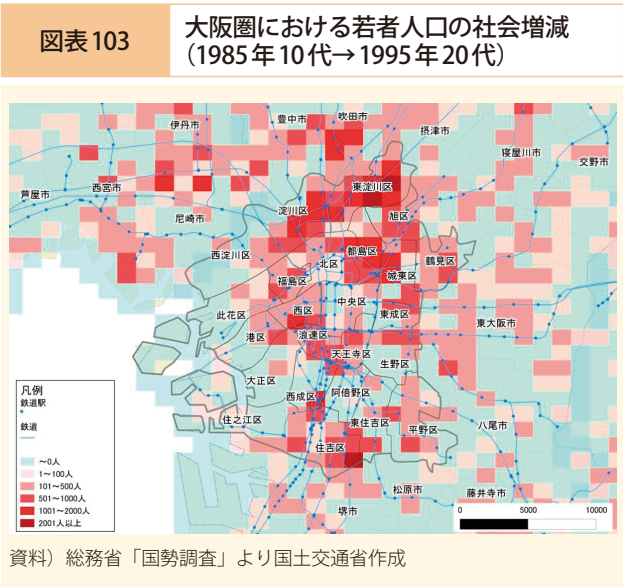 図表103
大阪圏における若者人口の社会増減
(1985年10代→1995年20代)
伊丹市
豊中市
吹田市
摂津市
寝屋川市
交野市
芦屋市
西宮市
尼崎市
淀川区
東淀川区
旭区
西淀川区
北区
都島区
城東区
鶴見区
福島区
此花区
西区
中央区
東成区
東大阪市
港区
浪速区
天王寺区
生野区
大正区
西成区
阿倍野区
住之江区
東住吉区
平野区
八尾市
住吉区
松原市
藤井寺市
堺市
凡例
鉄道駅
鉄道
～0人
1～100人
101～500人
501～1000人
1001～2000人
2001人以上
0 5000 10000
資料）総務省「国勢調査」より国土交通省作成